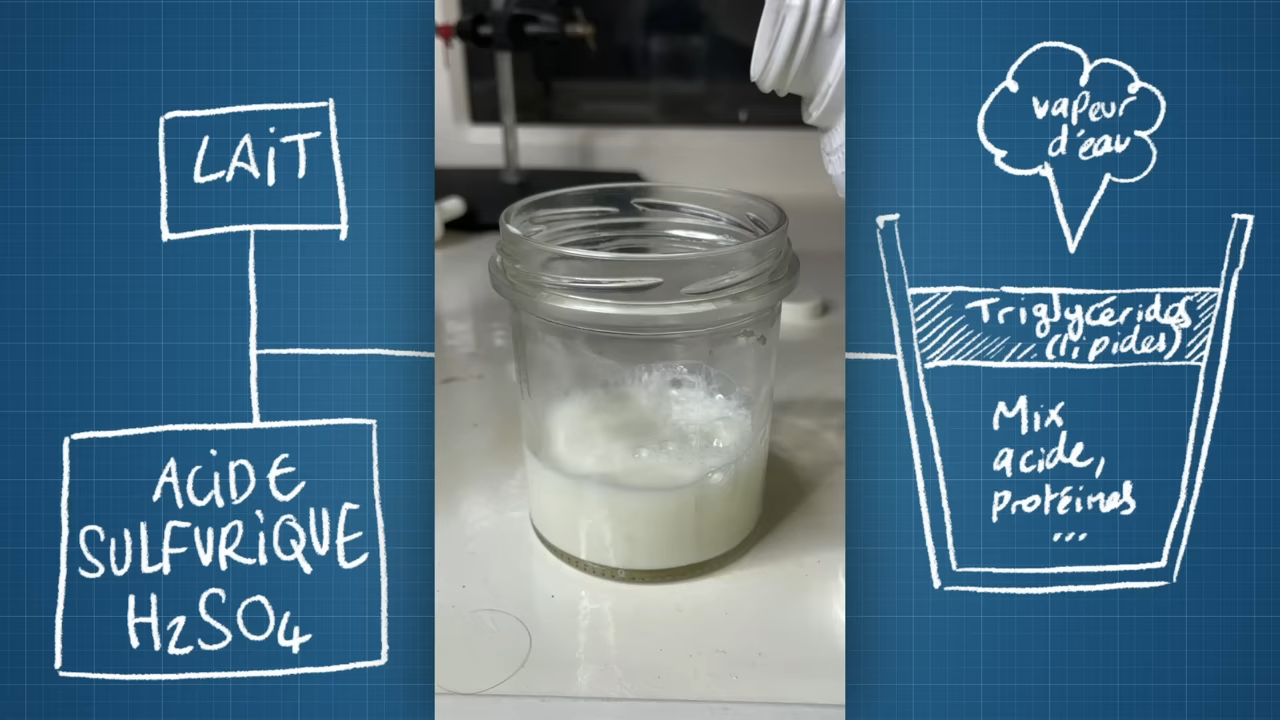 LAiT
ACiDE
SULFURiQUE
H₂SO₄
vapeur
d'eau
Triglycérides
(lipides)
Mix
acide,
protéines
...